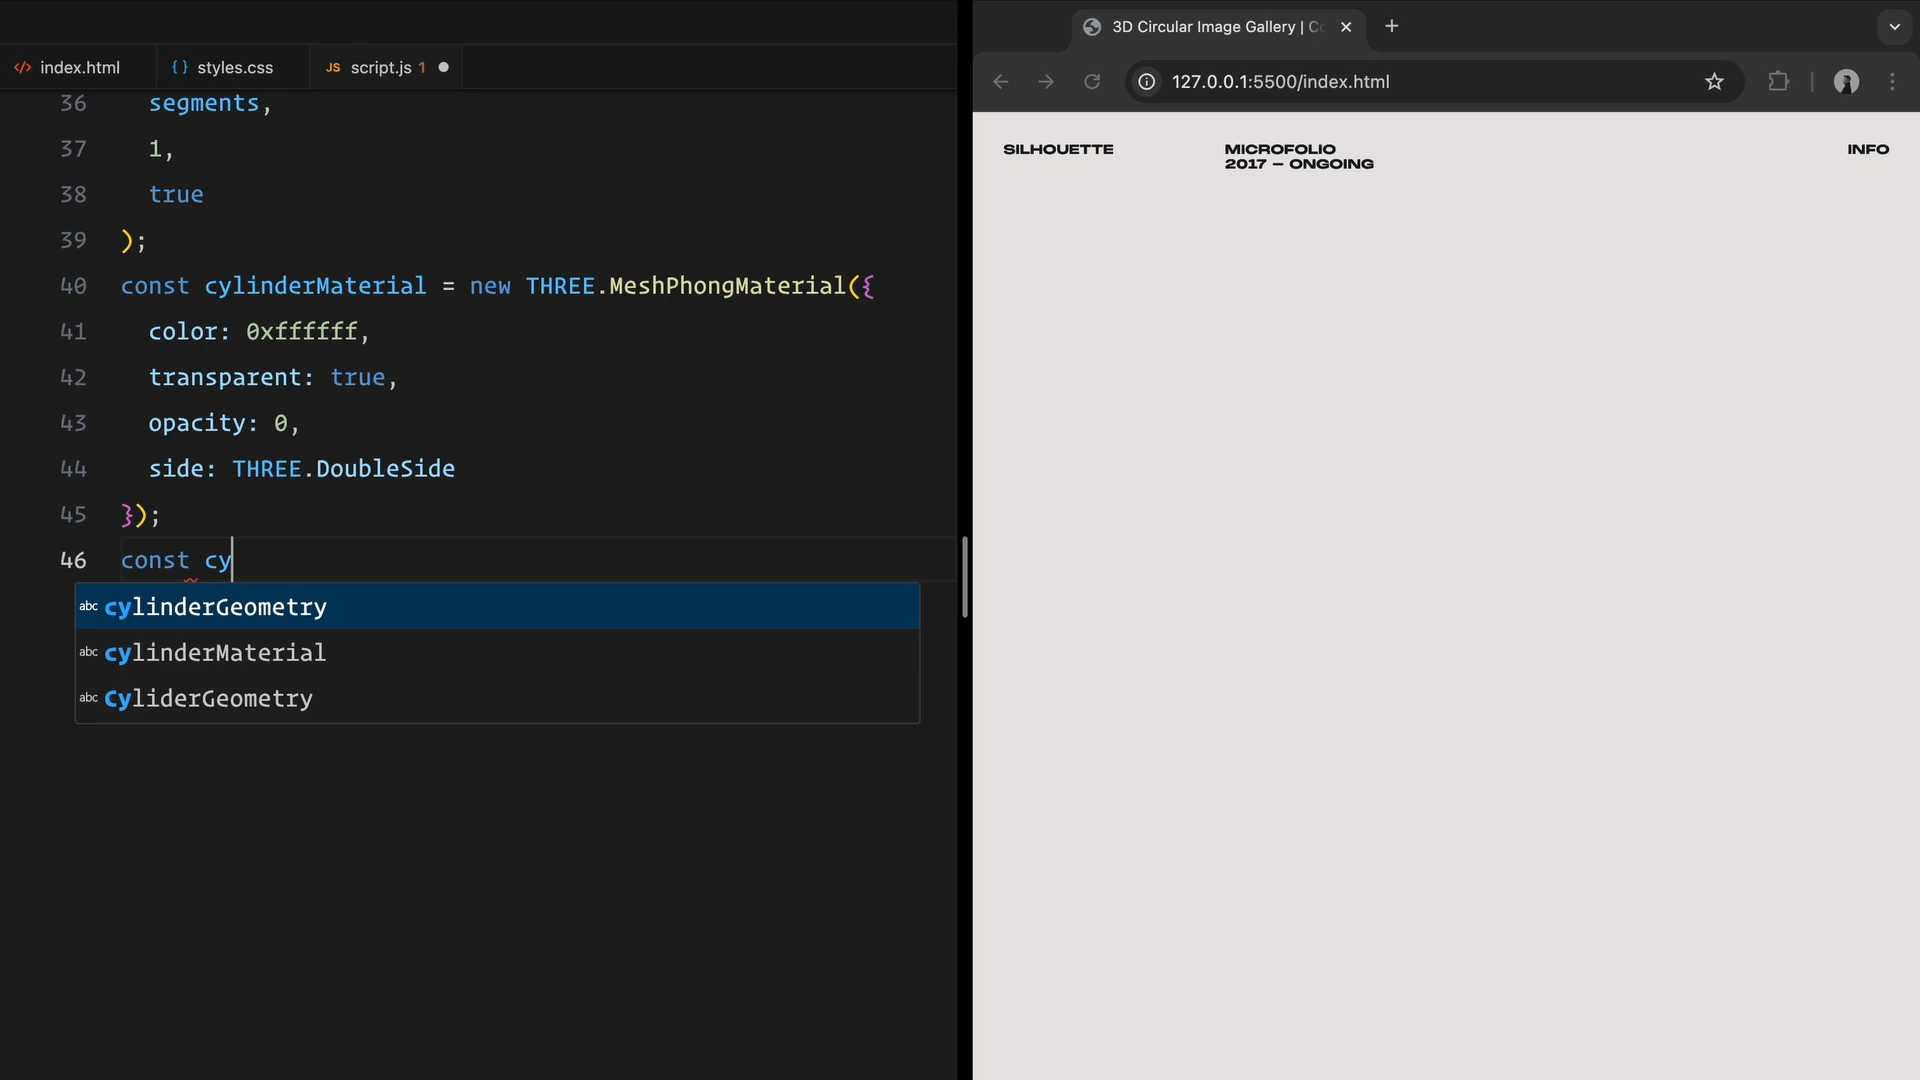 index.html
styles.css
JS script.js 1
36 segments,
37 1,
38 true
39 );
40 const cylinderMaterial = new THREE.MeshPhongMaterial({
41 color: 0xffffff,
42 transparent: true,
43 opacity: 0,
44 side: THREE.DoubleSide
45 });
46 const cy
abc cylinderGeometry
abc cylinderMaterial
abc CyliderGeometry
3D Circular Image Gallery |
127.0.0.1:5500/index.html
SILHOUETTE
MICROFOLIO
2017 — ONGOING
INFO